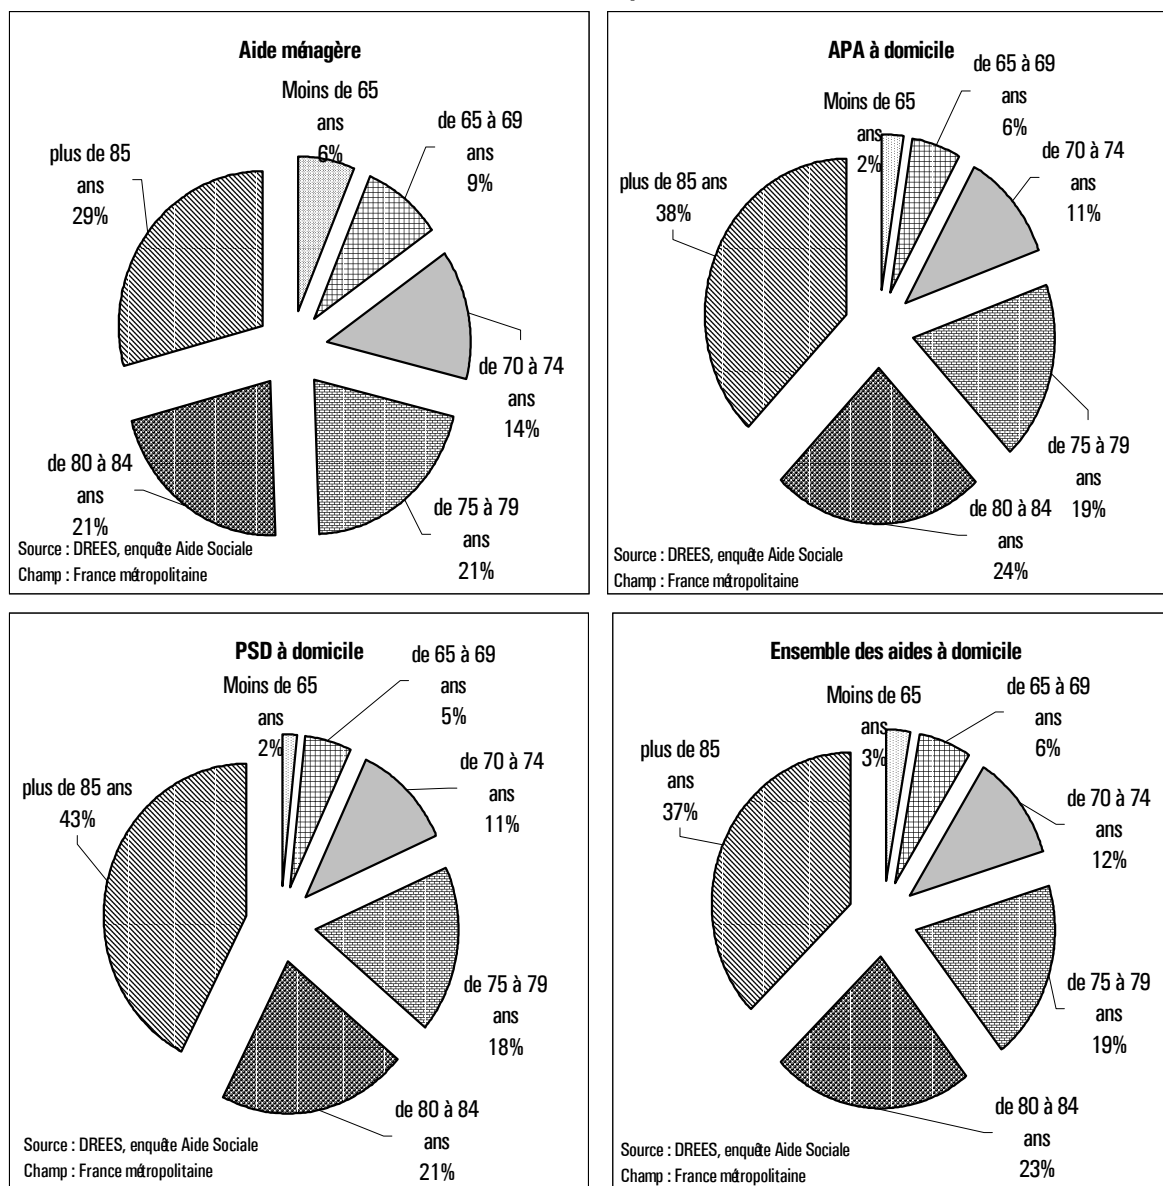 Aide ménagère
Moins de 65
ans
6%
de 65 à 69
ans
9%
de 70 à 74
ans
14%
de 75 à 79
ans
21%
de 80 à 84
ans
21%
plus de 85
ans
29%
Source : DREES, enquête Aide Sociale
Champ : France métropolitaine
APA à domicile
Moins de 65
ans
2%
de 65 à 69
ans
6%
de 70 à 74
ans
11%
de 75 à 79
ans
19%
de 80 à 84
ans
24%
plus de 85 ans
38%
Source : DREES, enquête Aide Sociale
Champ : France métropolitaine
PSD à domicile
Moins de 65
ans
2%
de 65 à 69
ans
5%
de 70 à 74
ans
11%
de 75 à 79
ans
18%
de 80 à 84
ans
21%
plus de 85 ans
43%
Source : DREES, enquête Aide Sociale
Champ : France métropolitaine
Ensemble des aides à domicile
Moins de 65
ans
3%
de 65 à 69
ans
6%
de 70 à 74
ans
12%
de 75 à 79
ans
19%
de 80 à 84
ans
23%
plus de 85
ans
37%
Source : DREES, enquête Aide Sociale
Champ : France métropolitaine